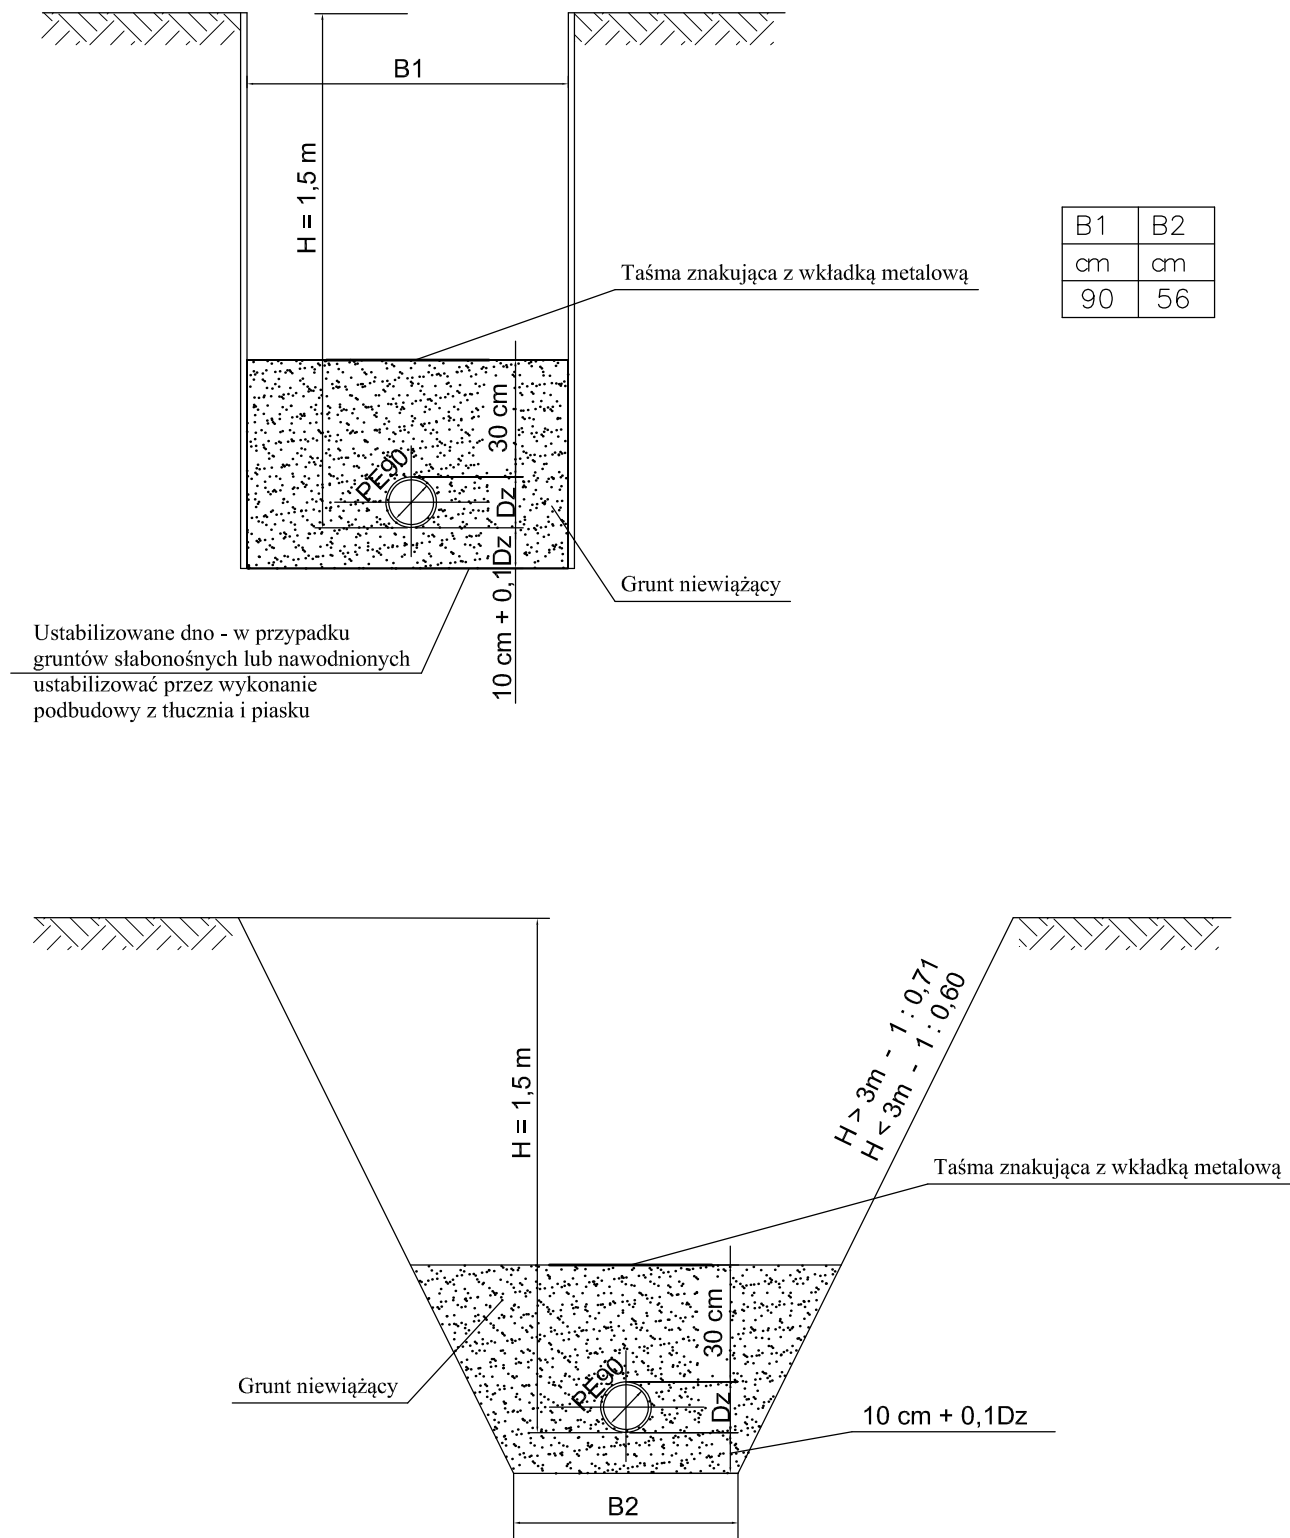 B1
H = 1,5 m
B1 B2
cm cm
90 56
Taśma znakująca z wkładką metalową
30 cm
PE90
Dz
10 cm + 0,1Dz
Grunt niewiążący
Ustabilizowane dno - w przypadku
gruntów słabonośnych lub nawodnionych
ustabilizować przez wykonanie
podbudowy z tłucznia i piasku
H > 3m - 1 : 0,71
H < 3m - 1 : 0,60
H = 1,5 m
Taśma znakująca z wkładką metalową
30 cm
PE90
Dz
Grunt niewiążący
10 cm + 0,1Dz
B2